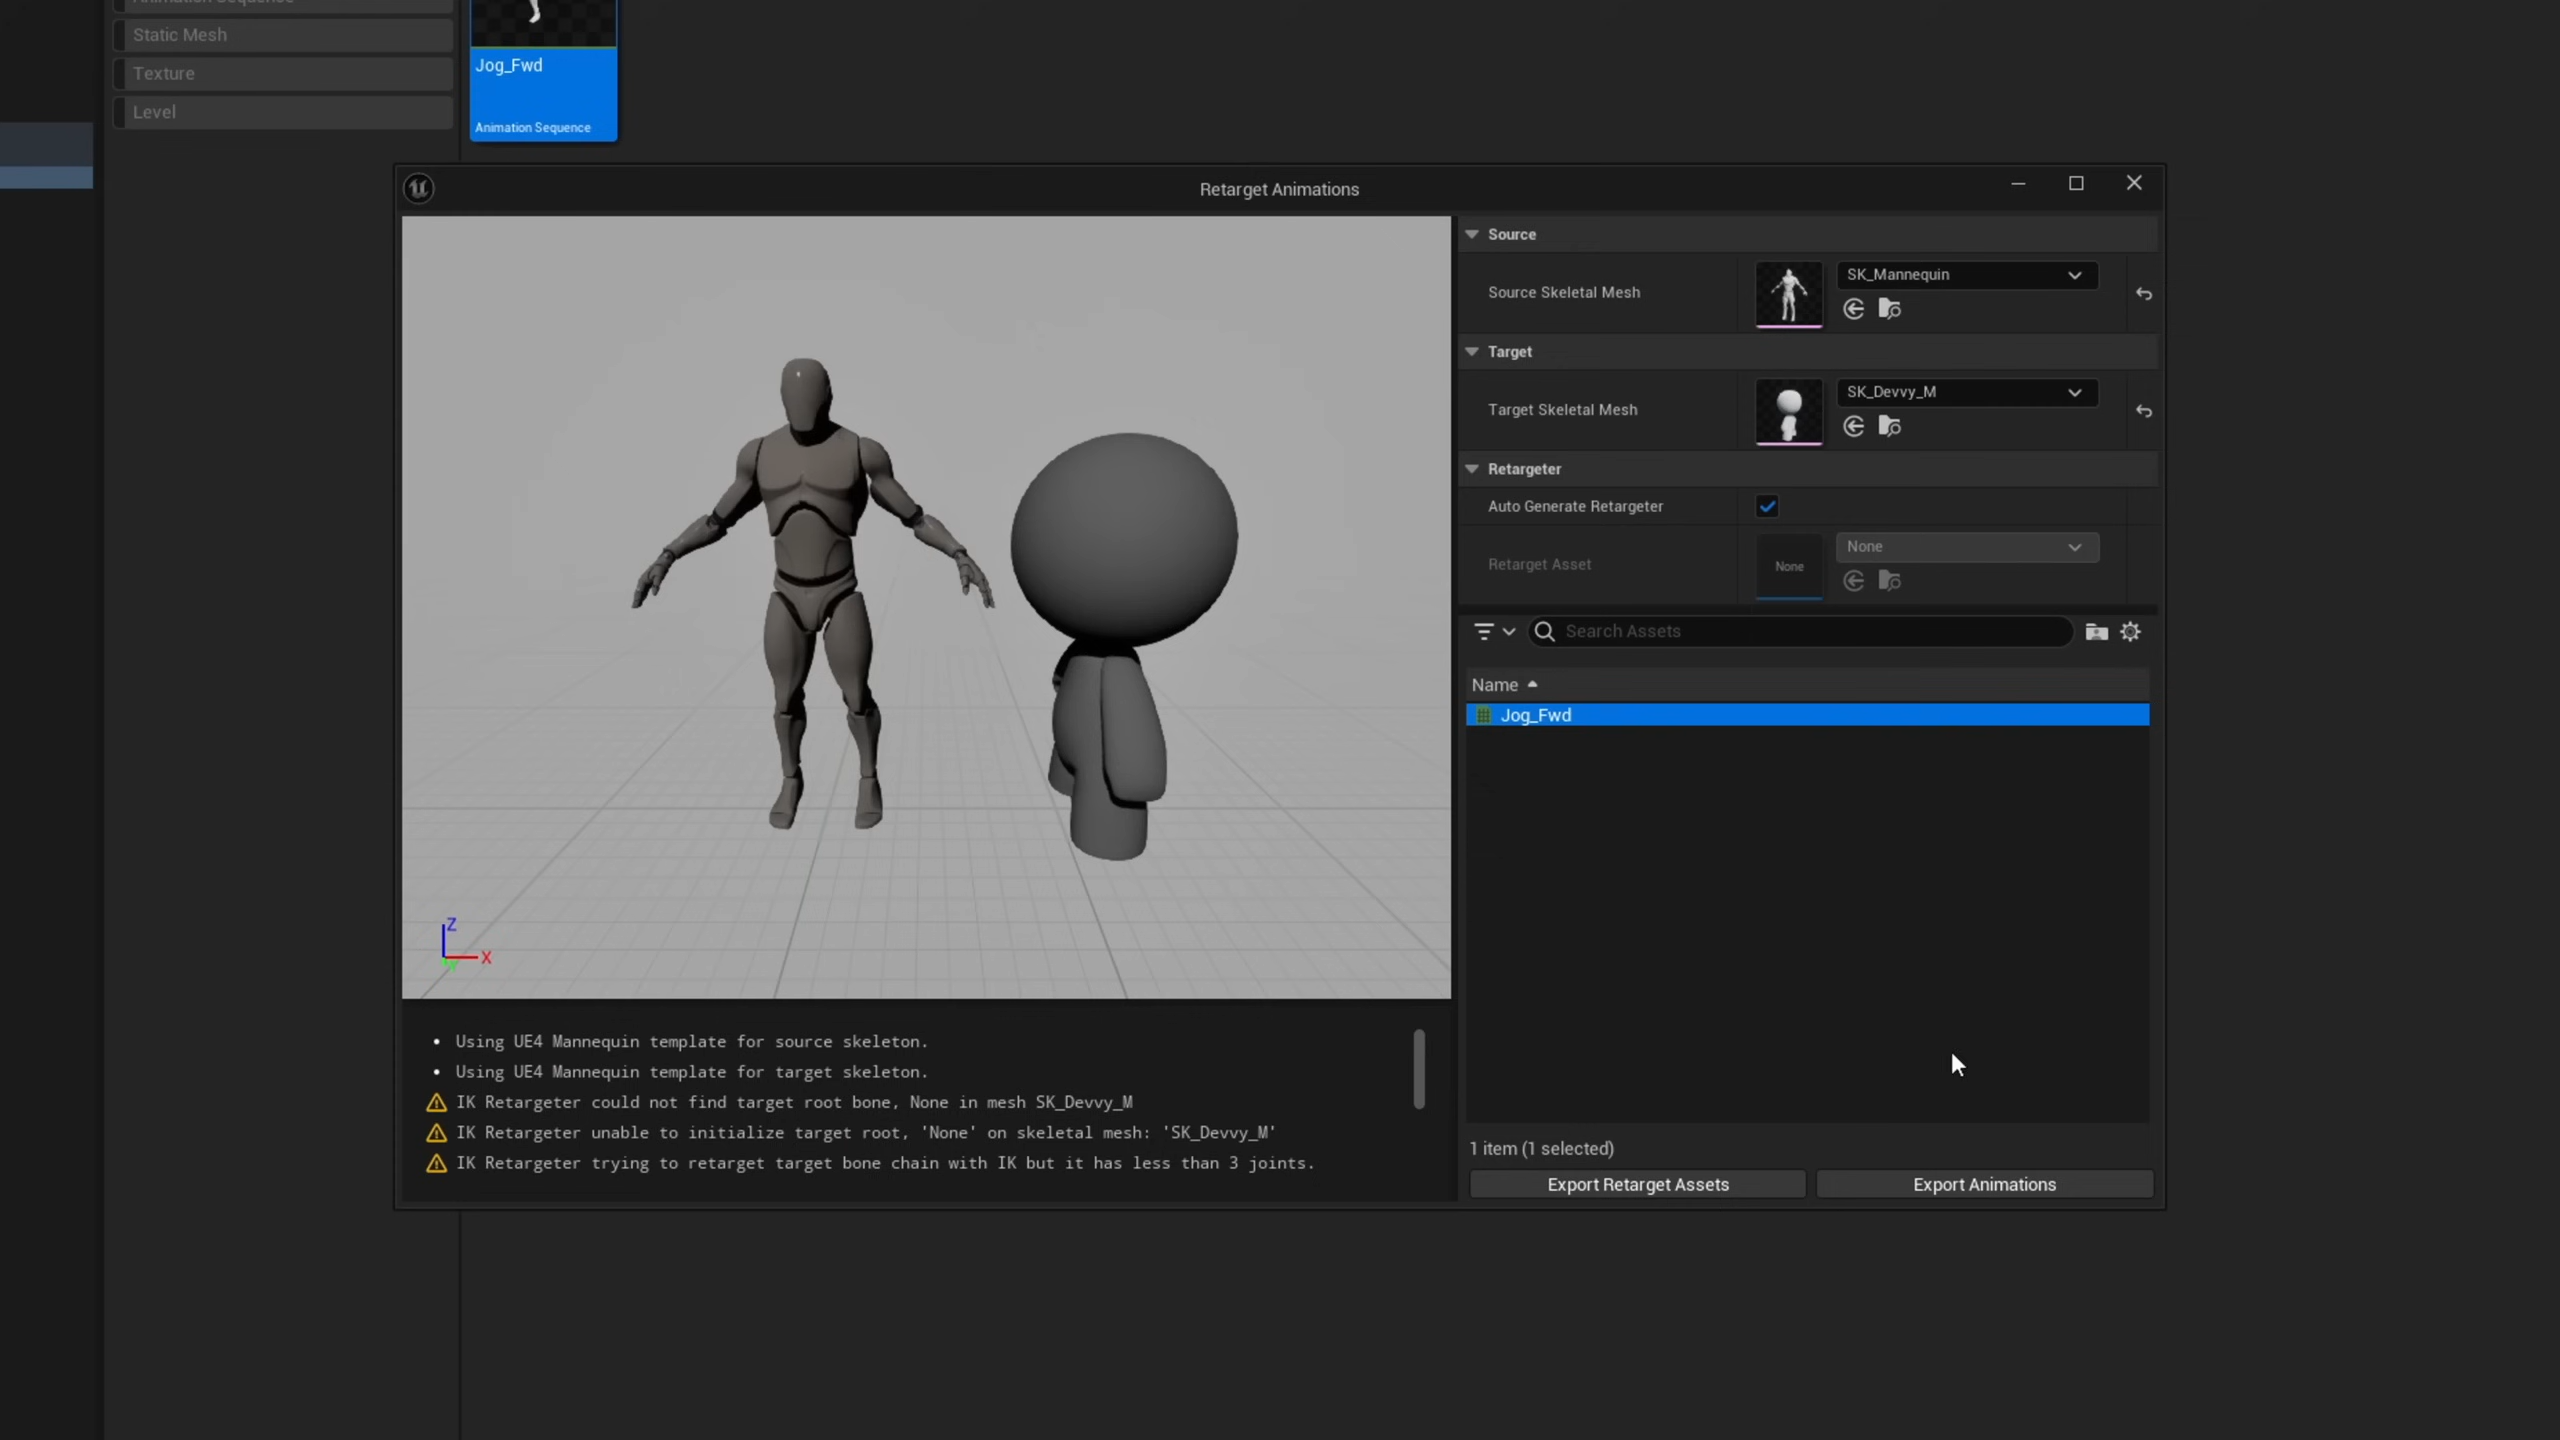 Animation Sequence
Static Mesh
Texture
Level
Jog_Fwd
Animation Sequence
Retarget Animations
Source
Source Skeletal Mesh
SK_Mannequin
Target
Target Skeletal Mesh
SK_Devvy_M
Retargeter
Auto Generate Retargeter
Retarget Asset
None
None
Search Assets
Name
Jog_Fwd
Z
X
Y
• Using UE4 Mannequin template for source skeleton.
• Using UE4 Mannequin template for target skeleton.
IK Retargeter could not find target root bone, None in mesh SK_Devvy_M
IK Retargeter unable to initialize target root, 'None' on skeletal mesh: 'SK_Devvy_M'
IK Retargeter trying to retarget target bone chain with IK but it has less than 3 joints.
1 item (1 selected)
Export Retarget Assets
Export Animations